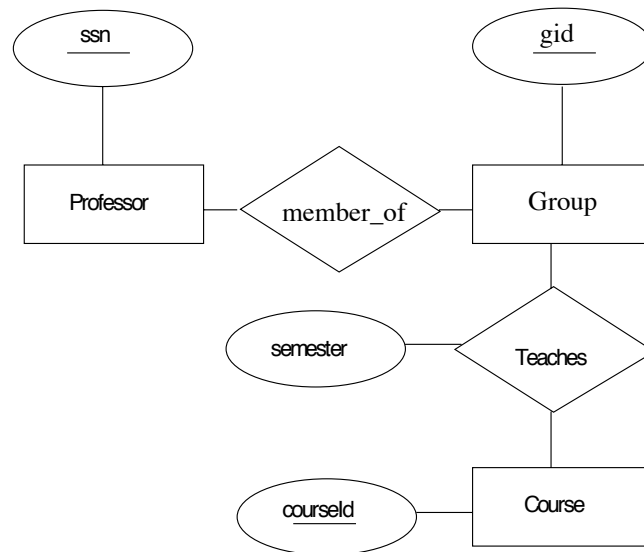 ssn
gid
Professor
member_of
Group
semester
Teaches
courseId
Course